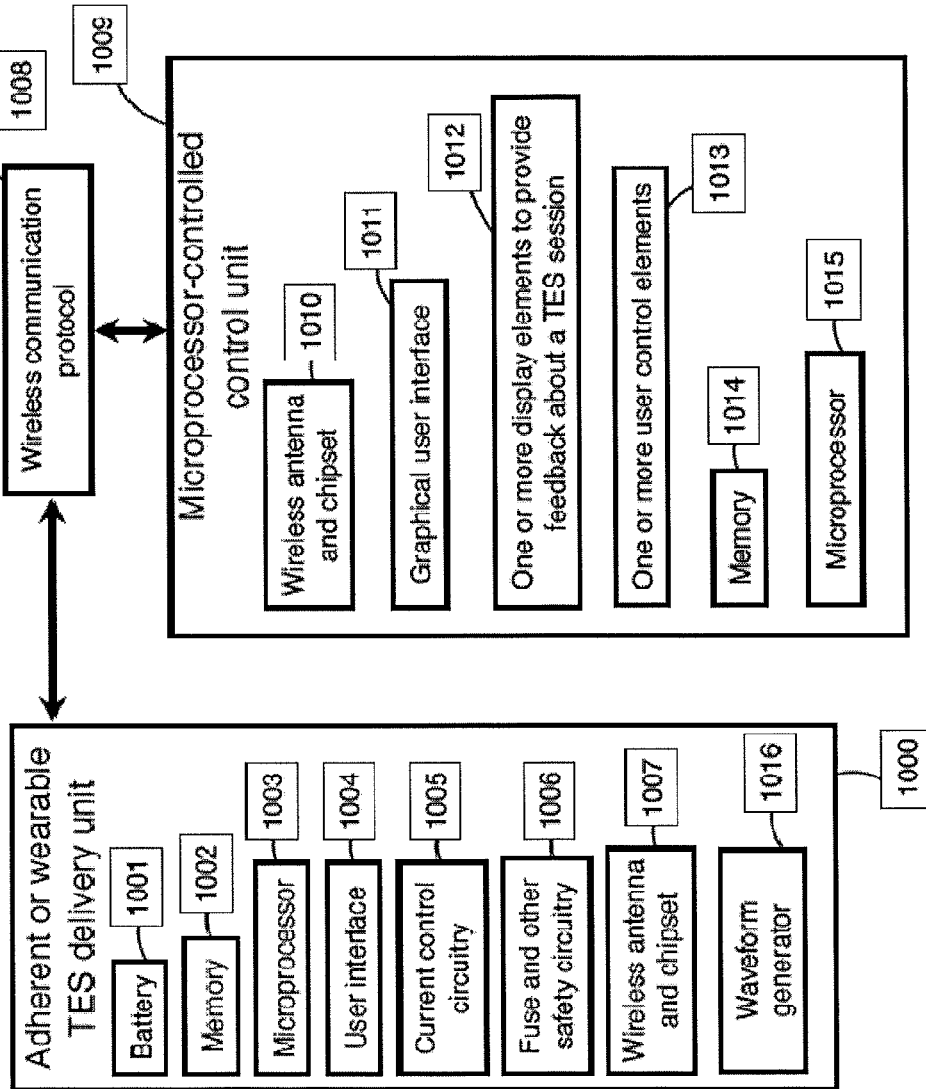 Adherent or wearable
TES delivery unit
Battery
1001
Memory
1002
Microprocessor
1003
User interface
1004
Current control
circuitry
1005
Fuse and other
safety circuitry
1006
Wireless antenna
and chipset
1007
Waveform
generator
1016
1000
Wireless communication
protocol
1008
1009
Microprocessor-controlled
control unit
Wireless antenna
and chipset
1010
Graphical user interface
1011
One or more display elements to provide
feedback about a TES session
1012
One or more user control elements
1013
Memory
1014
Microprocessor
1015